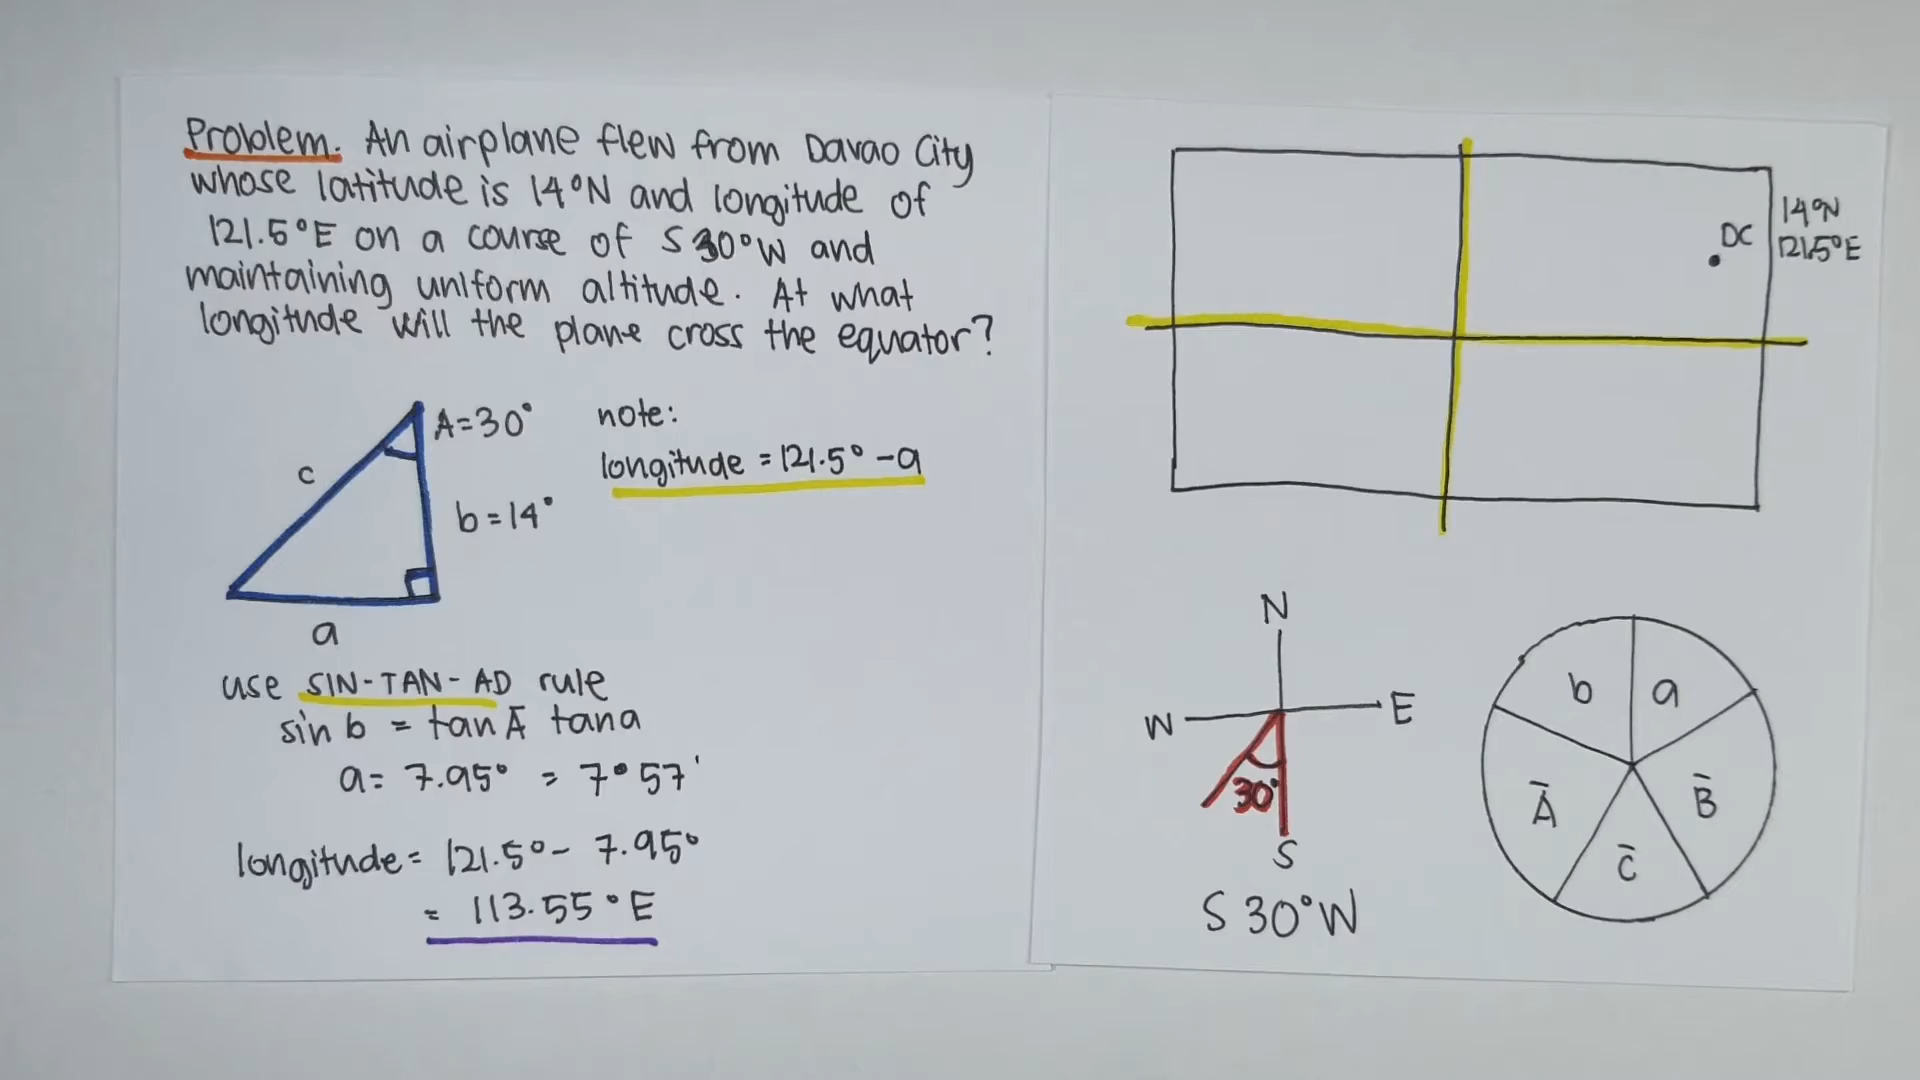 Problem. An airplane flew from Davao City
whose latitude is 14°N and longitude of
121.5°E on a course of S30°W and
maintaining uniform altitude. At what
longitude will the plane cross the equator?
A=30°
c
b=14°
a
note:
longitude = 121.5° - a
use SIN-TAN-AD rule
sin b = tan Ā tan a
a = 7.95° = 7°57'
longitude = 121.5° - 7.95°
= 113.55°E
DC
14°N
121.5°E
N
W
E
30°
S
S 30°W
b
a
Ā
B̄
c̄